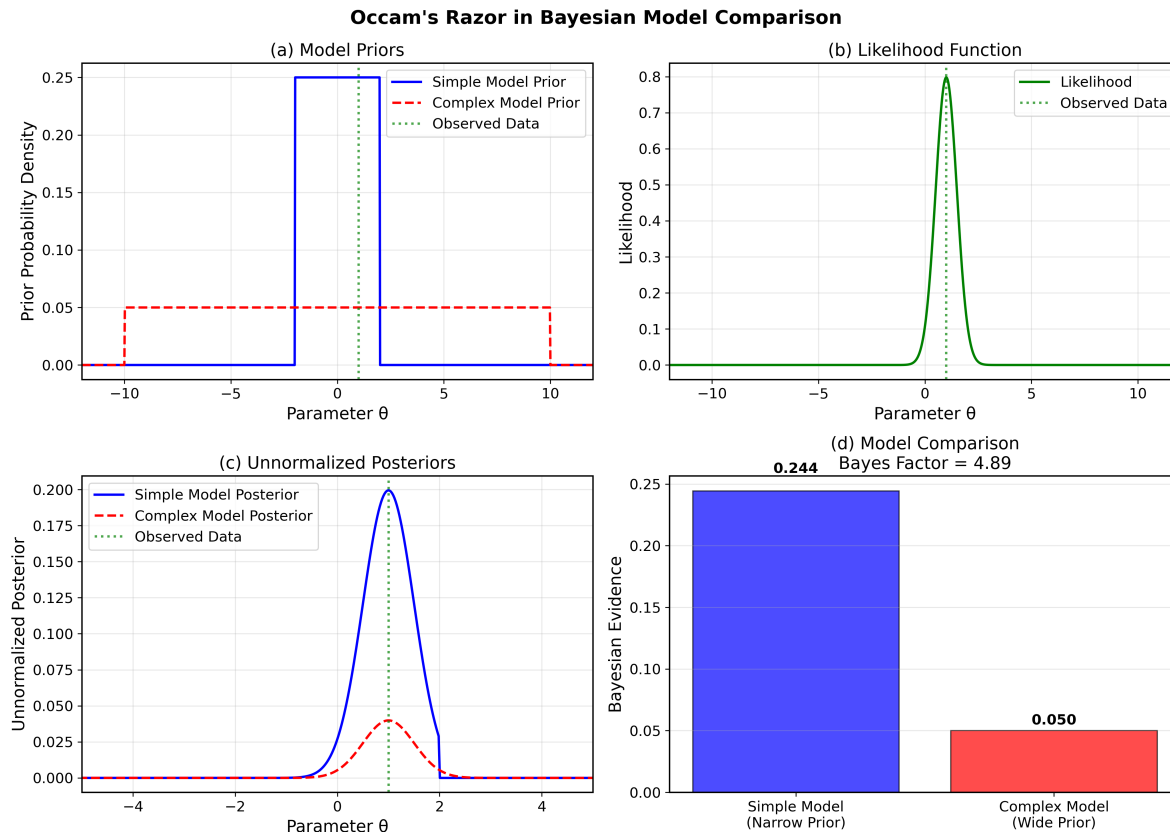 Occam's Razor in Bayesian Model Comparison
(a) Model Priors
Prior Probability Density
0.25
0.20
0.15
0.10
0.05
0.00
Simple Model Prior
Complex Model Prior
Observed Data
−10
−5
0
5
10
Parameter θ
(b) Likelihood Function
Likelihood
0.8
0.7
0.6
0.5
0.4
0.3
0.2
0.1
0.0
Likelihood
Observed Data
−10
−5
0
5
10
Parameter θ
(c) Unnormalized Posteriors
Unnormalized Posterior
0.200
0.175
0.150
0.125
0.100
0.075
0.050
0.025
0.000
Simple Model Posterior
Complex Model Posterior
Observed Data
−4
−2
0
2
4
Parameter θ
(d) Model Comparison
Bayes Factor = 4.89
Bayesian Evidence
0.25
0.20
0.15
0.10
0.05
0.00
0.244
0.050
Simple Model
(Narrow Prior)
Complex Model
(Wide Prior)